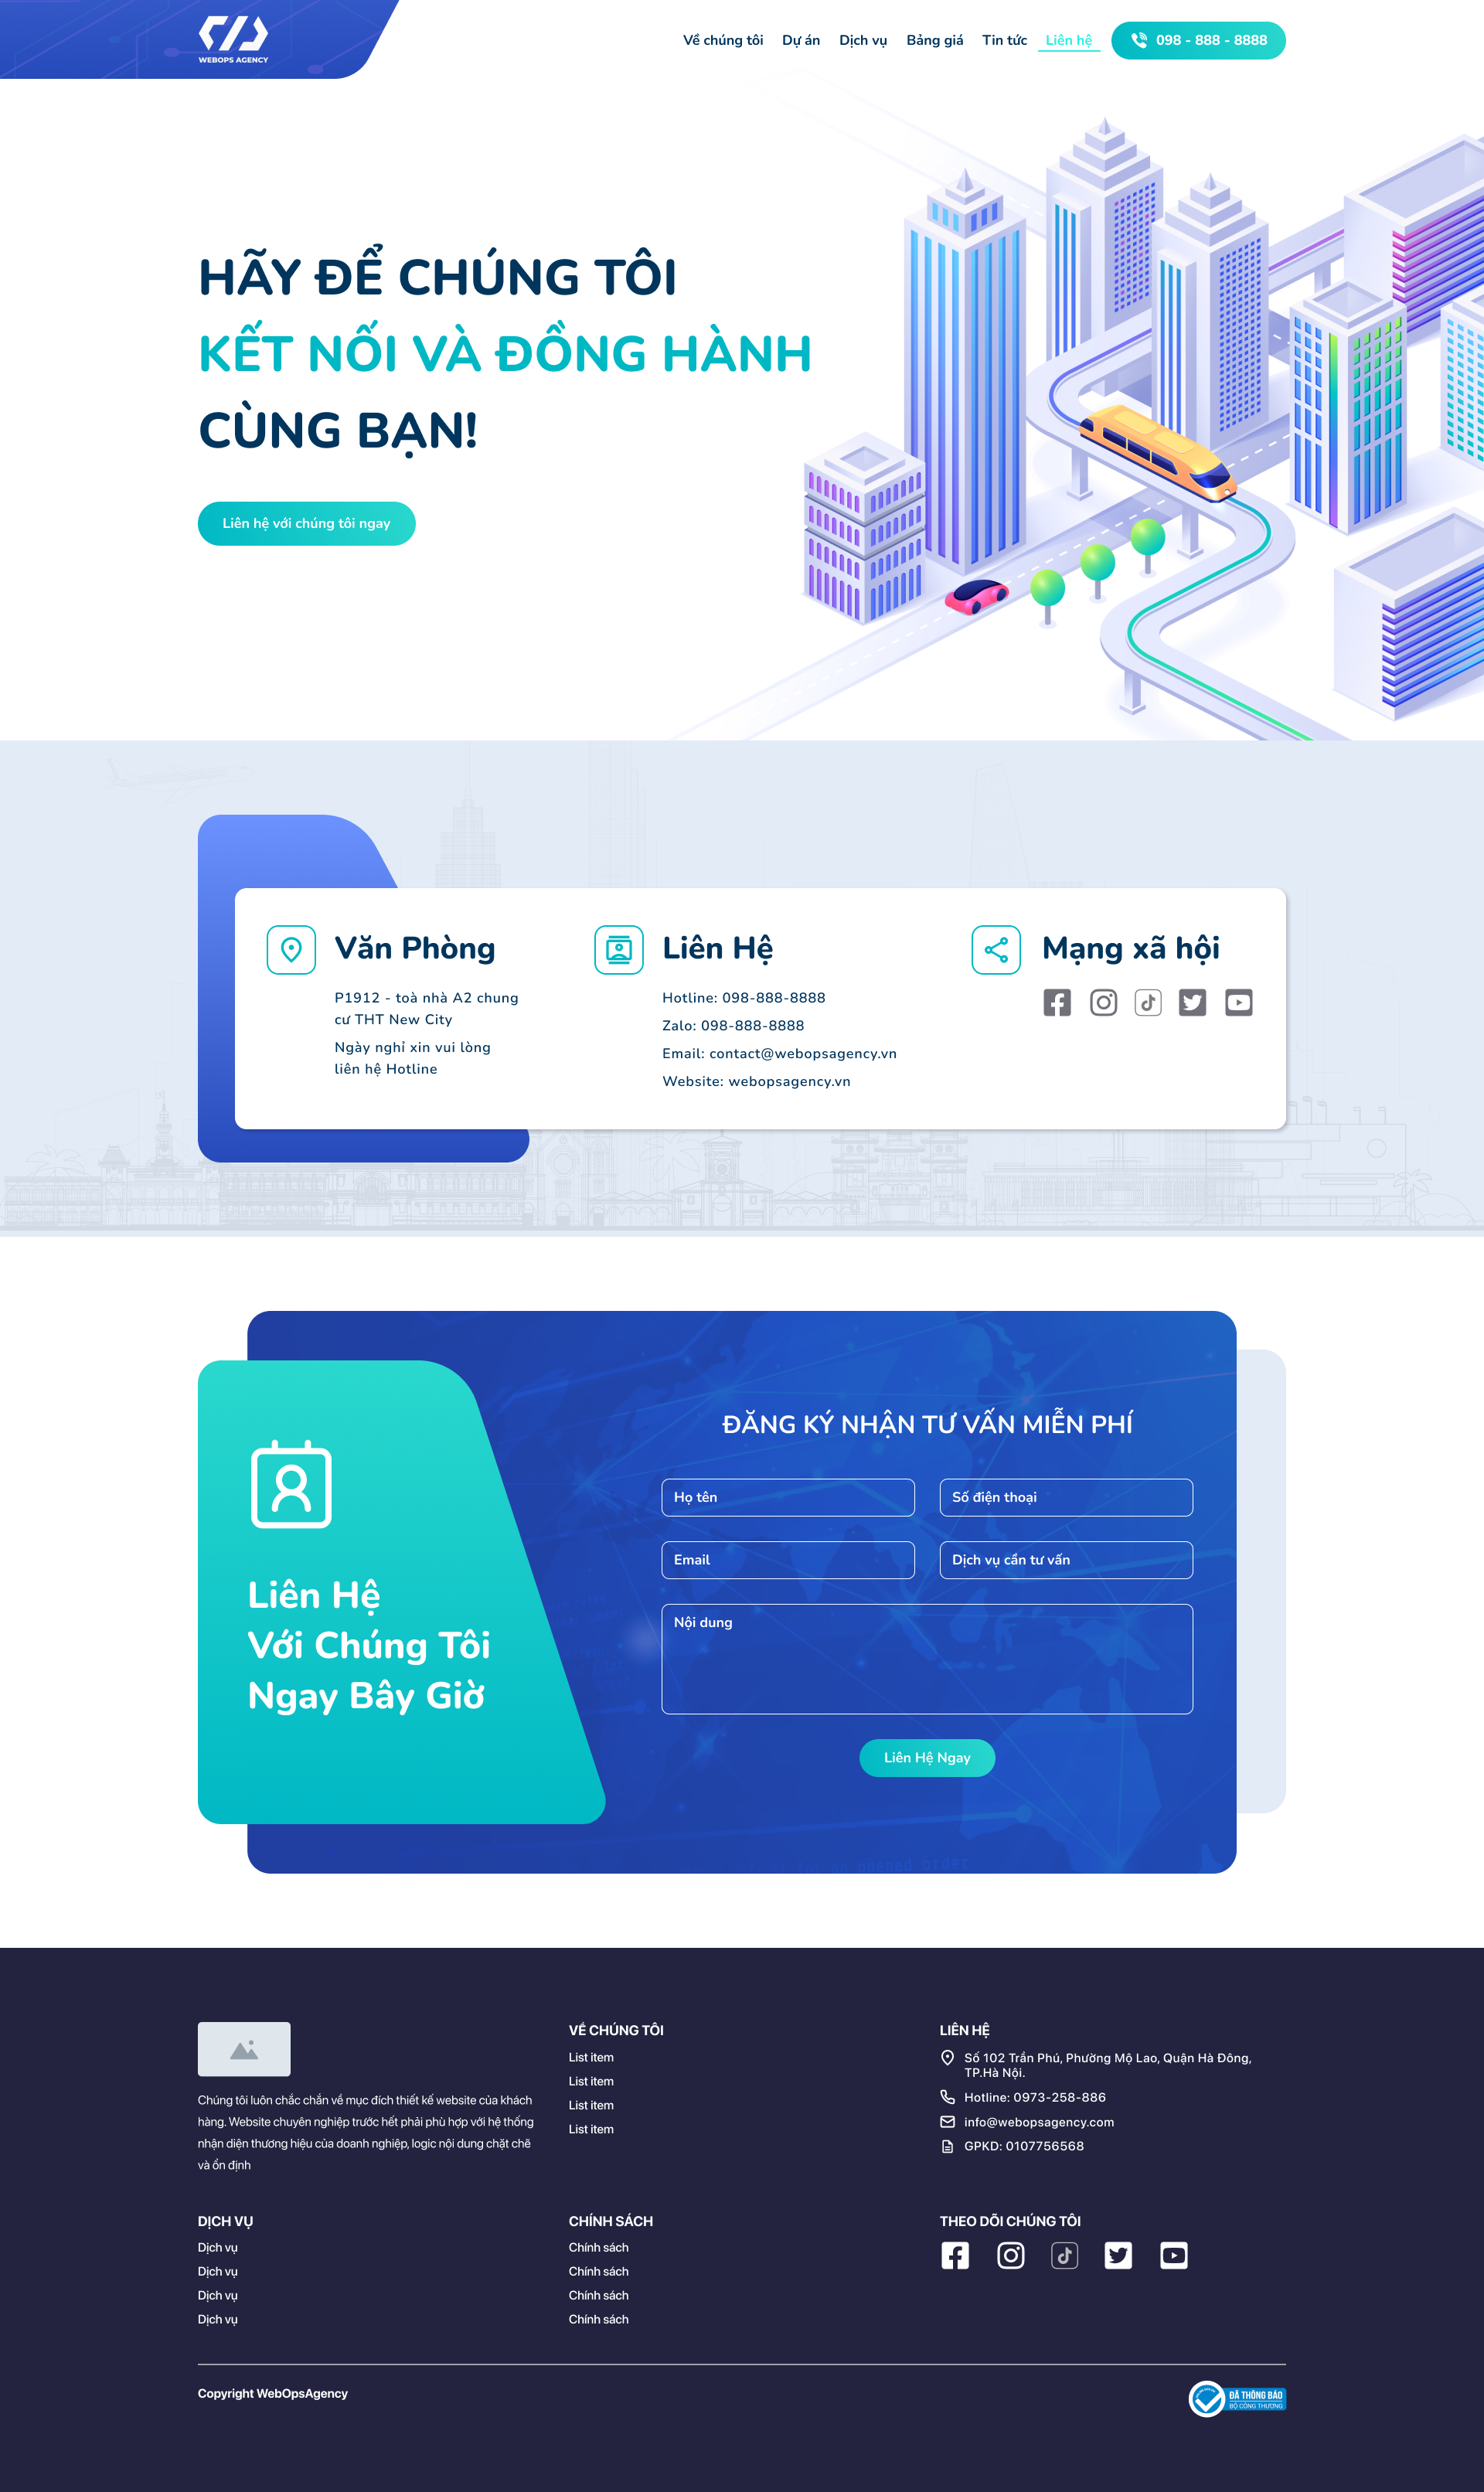 WEBOPS AGENCY
Về chúng tôi
Dự án
Dịch vụ
Bảng giá
Tin tức
Liên hệ
098 - 888 - 8888
HÃY ĐỂ CHÚNG TÔI
KẾT NỐI VÀ ĐỒNG HÀNH
CÙNG BẠN!
Liên hệ với chúng tôi ngay
Văn Phòng
P1912 - toà nhà A2 chung
cư THT New City
Ngày nghỉ xin vui lòng
liên hệ Hotline
Liên Hệ
Hotline: 098-888-8888
Zalo: 098-888-8888
Email: contact@webopsagency.vn
Website: webopsagency.vn
Mạng xã hội
Liên Hệ
Với Chúng Tôi
Ngay Bây Giờ
ĐĂNG KÝ NHẬN TƯ VẤN MIỄN PHÍ
Họ tên
Số điện thoại
Email
Dịch vụ cần tư vấn
Nội dung
Liên Hệ Ngay
Chúng tôi luôn chắc chắn về mục đích thiết kế website của khách
hàng. Website chuyên nghiệp trước hết phải phù hợp với hệ thống
nhận diện thương hiệu của doanh nghiệp, logic nội dung chặt chẽ
và ổn định
VỀ CHÚNG TÔI
List item
List item
List item
List item
LIÊN HỆ
Số 102 Trần Phú, Phường Mộ Lao, Quận Hà Đông,
TP.Hà Nội.
Hotline: 0973-258-886
info@webopsagency.com
GPKD: 0107756568
DỊCH VỤ
Dịch vụ
Dịch vụ
Dịch vụ
Dịch vụ
CHÍNH SÁCH
Chính sách
Chính sách
Chính sách
Chính sách
THEO DÕI CHÚNG TÔI
Copyright WebOpsAgency
ĐÃ THÔNG BÁO
BỘ CÔNG THƯƠNG